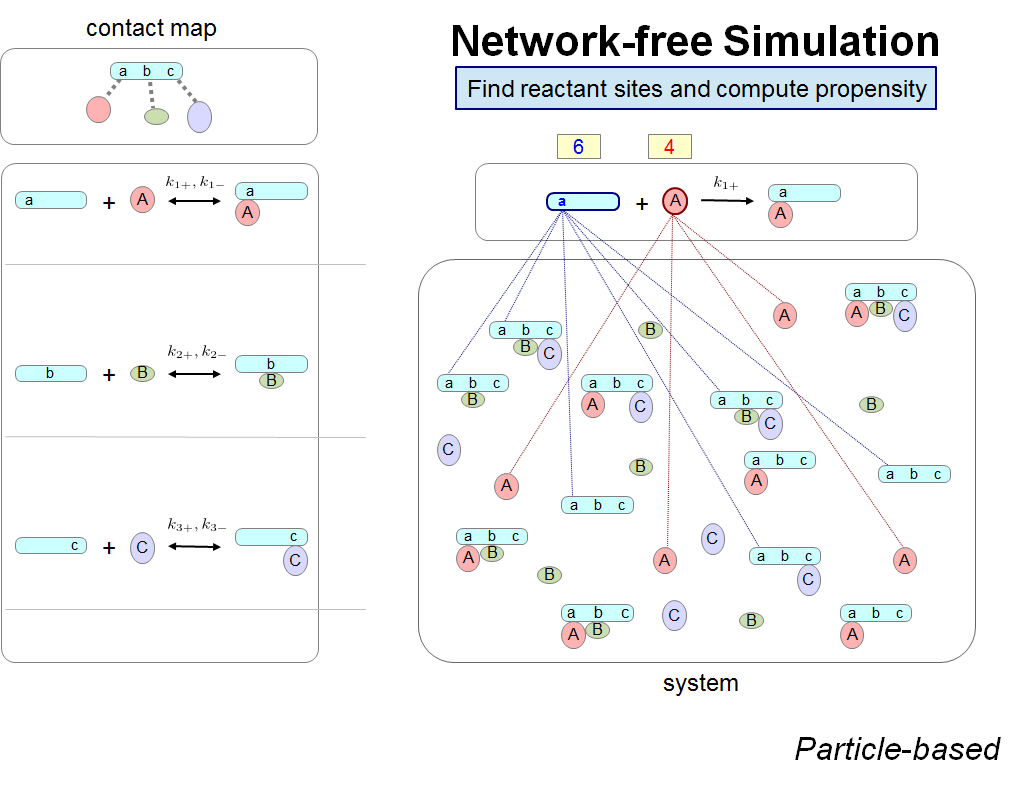 contact map
a b c
a + A k1+, k1− a
A
b + B k2+, k2− b
B
c + C k3+, k3− c
C
Network-free Simulation
Find reactant sites and compute propensity
6 4
a + A k1+ a
A
a b c
A B C
A
a b c
B C
B
a b c
B
a b c
A C
a b c
B C
B
C
a b c
A
B
a b c
A
a b c
a b c
A B
C
A
a b c
C
A
B
a b c
A B
C
B
a b c
A
system
Particle-based